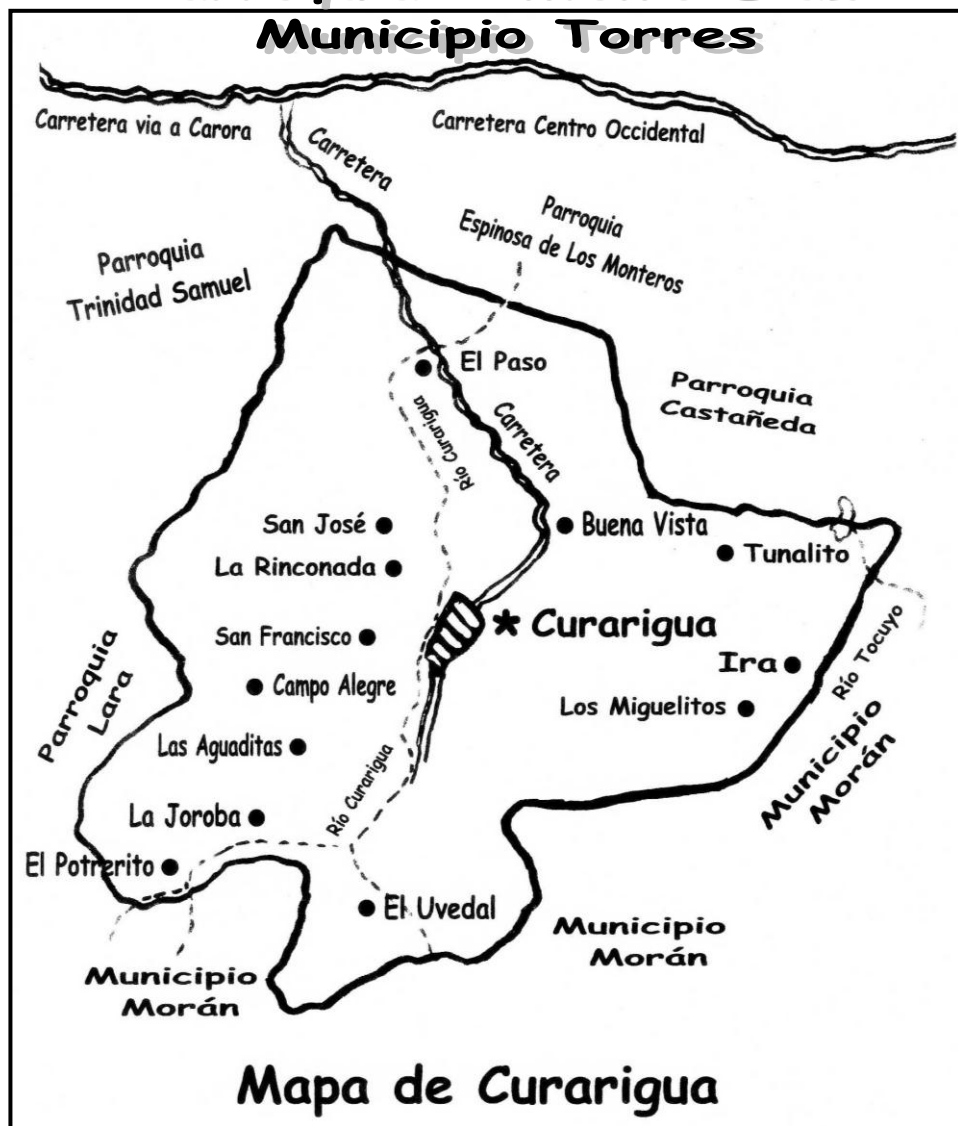 Municipio Torres
Carretera via a Carora
Carretera
Carretera Centro Occidental
Parroquia
Espinosa de Los Monteros
Parroquia
Trinidad Samuel
El Paso
Parroquia
Castañeda
Río Curarigua
Carretera
San José
Buena Vista
Tunalito
La Rinconada
San Francisco
* Curarigua
Ira
Río Tocuyo
Parroquia
Lara
Campo Alegre
Los Miguelitos
Las Aguaditas
Municipio
Morán
Río Curarigua
La Joroba
El Potrerito
El Uvedal
Municipio
Morán
Municipio
Morán
Mapa de Curarigua